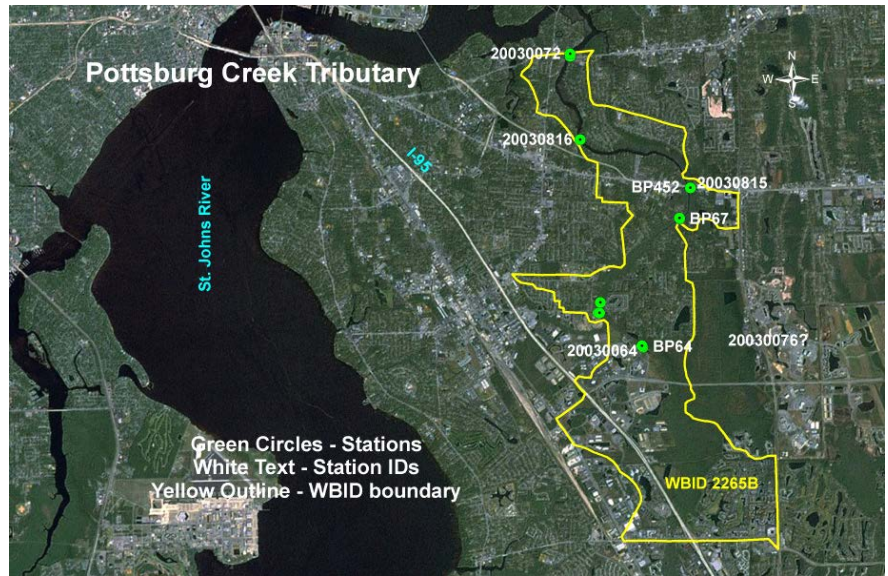 20030072
Pottsburg Creek Tributary
N
W E
S
20030816
I-95
BP452 20030815
St. Johns River
BP67
200300767
20030064 BP64
Green Circles - Stations
White Text - Station IDs
Yellow Outline - WBID boundary
WBID 2265B